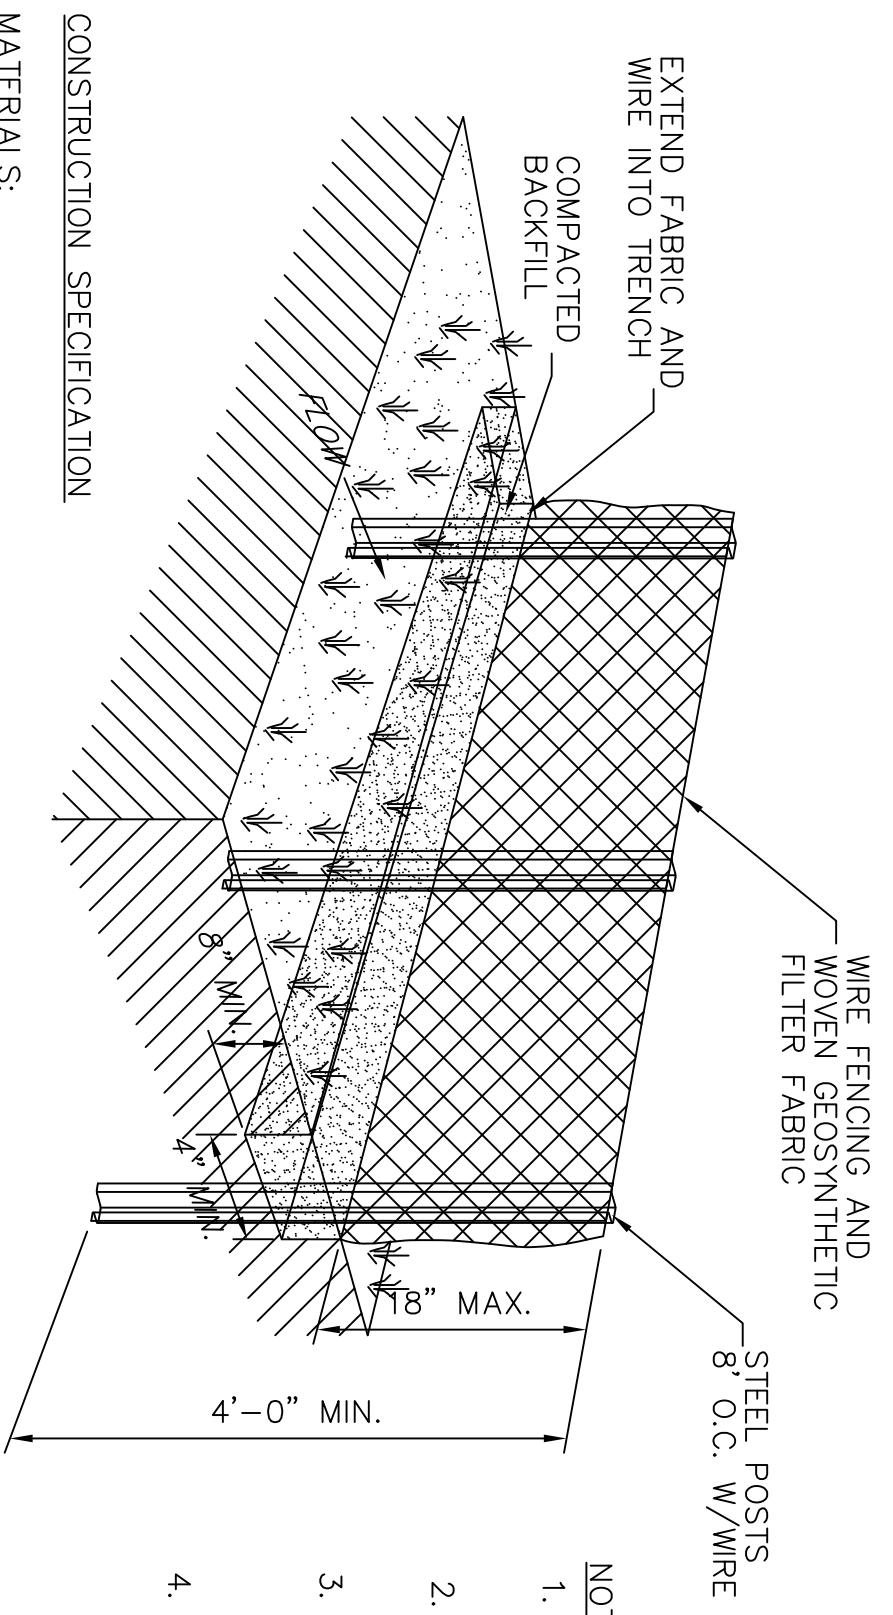 WIRE FENCING AND
WOVEN GEOSYNTHETIC
FILTER FABRIC
STEEL POSTS
8' O.C. W/WIRE
EXTEND FABRIC AND
WIRE INTO TRENCH
COMPACTED
BACKFILL
FLOW
8" MIN.
4" MIN.
18" MAX.
4'-0" MIN.
1.
2.
3.
4.
CONSTRUCTION SPECIFICATION
MATERIALS: